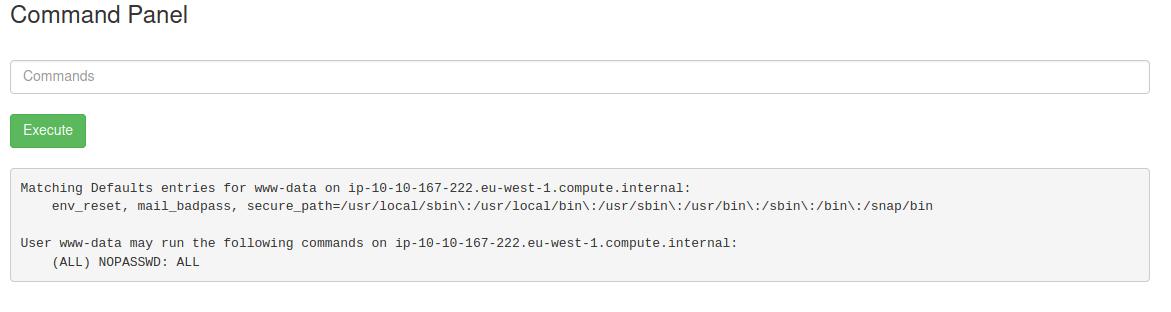 Command Panel
Commands
Execute
Matching Defaults entries for www-data on ip-10-10-167-222.eu-west-1.compute.internal:
    env_reset, mail_badpass, secure_path=/usr/local/sbin\:/usr/local/bin\:/usr/sbin\:/usr/bin\:/sbin\:/bin\:/snap/bin
User www-data may run the following commands on ip-10-10-167-222.eu-west-1.compute.internal:
    (ALL) NOPASSWD: ALL